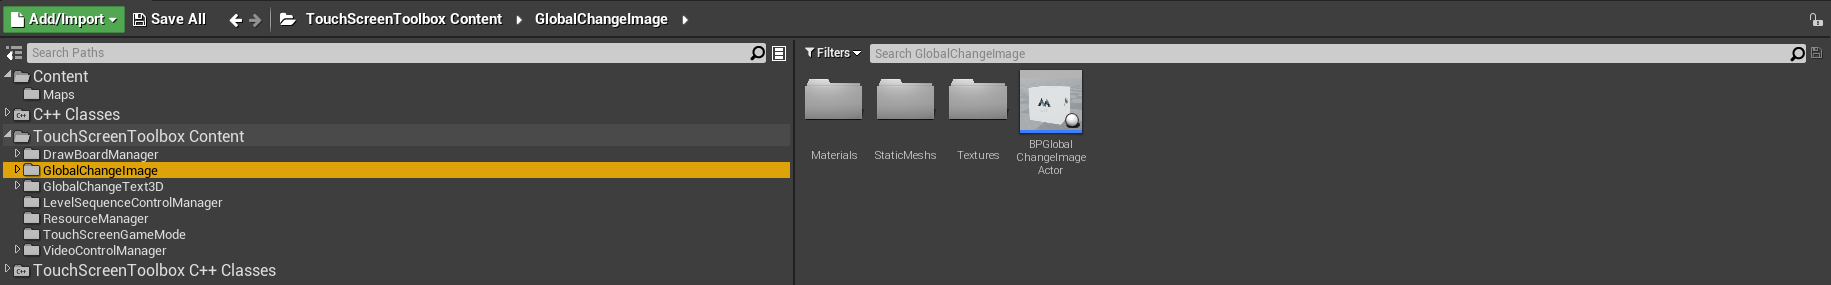 Add/Import
Save All
TouchScreenToolbox Content
GlobalChangeImage
Search Paths
Content
Maps
C++ Classes
TouchScreenToolbox Content
DrawBoardManager
GlobalChangeImage
GlobalChangeText3D
LevelSequenceControlManager
ResourceManager
TouchScreenGameMode
VideoControlManager
TouchScreenToolbox C++ Classes
Filters
Search GlobalChangeImage
Materials
StaticMeshs
Textures
BPGlobal
ChangeImage
Actor